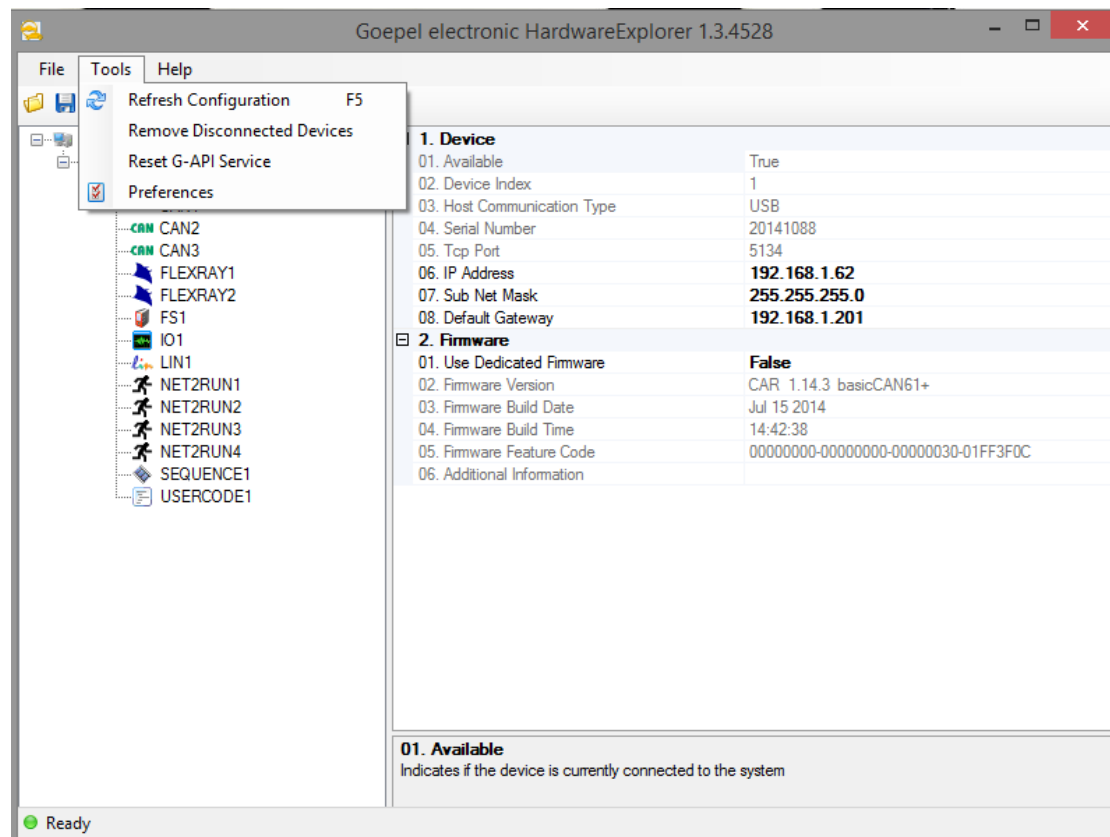 Goepel electronic HardwareExplorer 1.3.4528
File Tools Help
Refresh Configuration F5
Remove Disconnected Devices
Reset G-API Service
Preferences
CAN CAN2
CAN CAN3
FLEXRAY1
FLEXRAY2
FS1
IO1
Lin LIN1
NET2RUN1
NET2RUN2
NET2RUN3
NET2RUN4
SEQUENCE1
USERCODE1
1. Device
01. Available True
02. Device Index 1
03. Host Communication Type USB
04. Serial Number 20141088
05. Tcp Port 5134
06. IP Address 192.168.1.62
07. Sub Net Mask 255.255.255.0
08. Default Gateway 192.168.1.201
2. Firmware
01. Use Dedicated Firmware False
02. Firmware Version CAR 1.14.3 basicCAN61+
03. Firmware Build Date Jul 15 2014
04. Firmware Build Time 14:42:38
05. Firmware Feature Code 00000000-00000000-00000030-01FF3F0C
06. Additional Information
01. Available
Indicates if the device is currently connected to the system
Ready